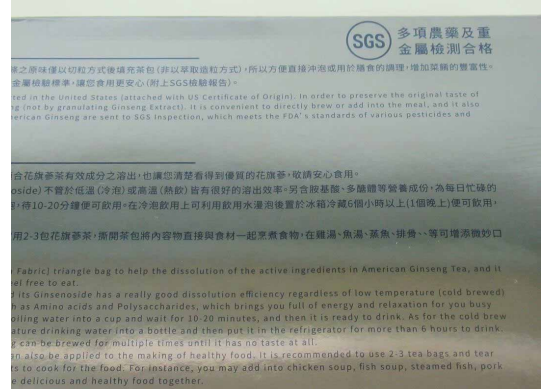 SGS 多項農藥及重
金屬檢測合格
之原味僅以切粒方式後填充茶包(非以萃取造粒方式),所以方便直接沖泡或用於膳食的調理,增加菜餚的豐富性。
金屬檢驗標準,讓您食用更安心(附上SGS檢驗報告)。
ted in the United States (attached with US Certificate of Origin). In order to preserve the original taste of
ng (not by granulating Ginseng Extract). It is convenient to directly brew or add into the meal, and it also
erican Ginseng are sent to SGS Inspection, which meets the FDA's standards of various pesticides and
合花旗蔘茶有效成分之溶出,也讓您清楚看得到優質的花旗蔘,敬請安心食用。
oside) 不管於低溫(冷泡)或高溫(熱飲)皆有很好的溶出效率。另含胺基酸、多醣體等營養成份,為每日忙碌的
待10-20分鐘便可飲用。在冷泡飲用上可利用飲用水浸泡後置於冰箱冷藏6個小時以上(1個晚上)便可飲用,
用2-3包花旗蔘茶,撕開茶包將內容物直接與食材一起烹煮食物,在雞湯、魚湯、蒸魚、排骨、、等可增添微妙口
Fabric) triangle bag to help the dissolution of the active ingredients in American Ginseng Tea, and it
eel free to eat.
d its Ginsenoside has a really good dissolution efficiency regardless of low temperature (cold brewed)
h as Amino acids and Polysaccharides, which brings you full of energy and relaxation for you busy
oiling water into a cup and wait for 10-20 minutes, and then it is ready to drink. As for the cold brew
ature drinking water into a bottle and then put it in the refrigerator for more than 6 hours to drink.
g can be brewed for multiple times until it has no taste at all.
en also be applied to the making of healthy food. It is recommended to use 2-3 tea bags and tear
ts to cook the food. For instance, you may add into chicken soup, fish soup, steamed fish, pork
e delicious and healthy food together.